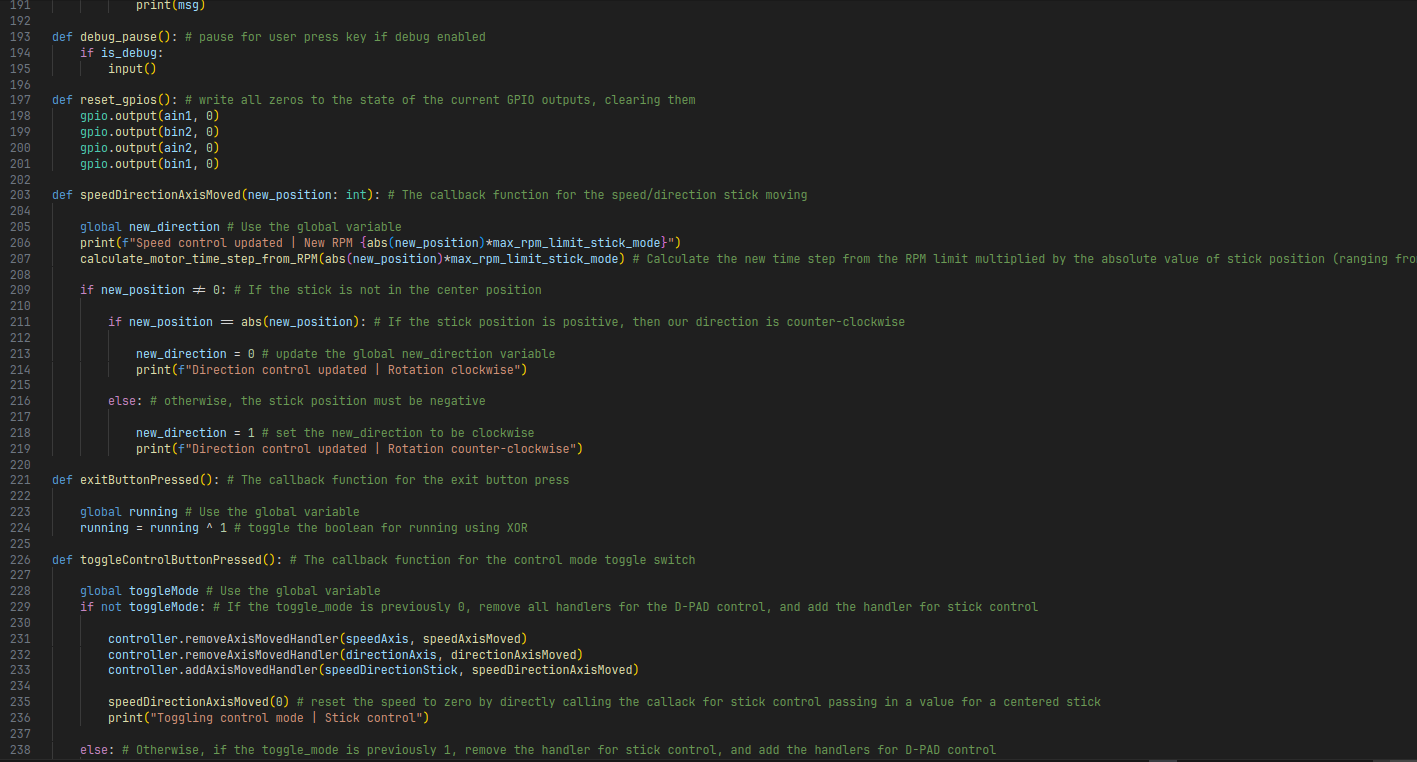 191 print(msg)
192
193 def debug_pause(): # pause for user press key if debug enabled
194 if is_debug:
195 input()
196
197 def reset_gpios(): # write all zeros to the state of the current GPIO outputs, clearing them
198 gpio.output(ain1, 0)
199 gpio.output(bin2, 0)
200 gpio.output(ain2, 0)
201 gpio.output(bin1, 0)
202
203 def speedDirectionAxisMoved(new_position: int): # The callback function for the speed/direction stick moving
204
205 global new_direction # Use the global variable
206 print(f"Speed control updated | New RPM {abs(new_position)*max_rpm_limit_stick_mode}")
207 calculate_motor_time_step_from_RPM(abs(new_position)*max_rpm_limit_stick_mode) # Calculate the new time step from the RPM limit multiplied by the absolute value of stick position (ranging fro
208
209 if new_position ≠ 0: # If the stick is not in the center position
210
211 if new_position == abs(new_position): # If the stick position is positive, then our direction is counter-clockwise
212
213 new_direction = 0 # update the global new_direction variable
214 print(f"Direction control updated | Rotation clockwise")
215
216 else: # otherwise, the stick position must be negative
217
218 new_direction = 1 # set the new_direction to be clockwise
219 print(f"Direction control updated | Rotation counter-clockwise")
220
221 def exitButtonPressed(): # The callback function for the exit button press
222
223 global running # Use the global variable
224 running = running ^ 1 # toggle the boolean for running using XOR
225
226 def toggleControlButtonPressed(): # The callback function for the control mode toggle switch
227
228 global toggleMode # Use the global variable
229 if not toggleMode: # If the toggle_mode is previously 0, remove all handlers for the D-PAD control, and add the handler for stick control
230
231 controller.removeAxisMovedHandler(speedAxis, speedAxisMoved)
232 controller.removeAxisMovedHandler(directionAxis, directionAxisMoved)
233 controller.addAxisMovedHandler(speedDirectionStick, speedDirectionAxisMoved)
234
235 speedDirectionAxisMoved(0) # reset the speed to zero by directly calling the callack for stick control passing in a value for a centered stick
236 print("Toggling control mode | Stick control")
237
238 else: # Otherwise, if the toggle_mode is previously 1, remove the handler for stick control, and add the handlers for D-PAD control